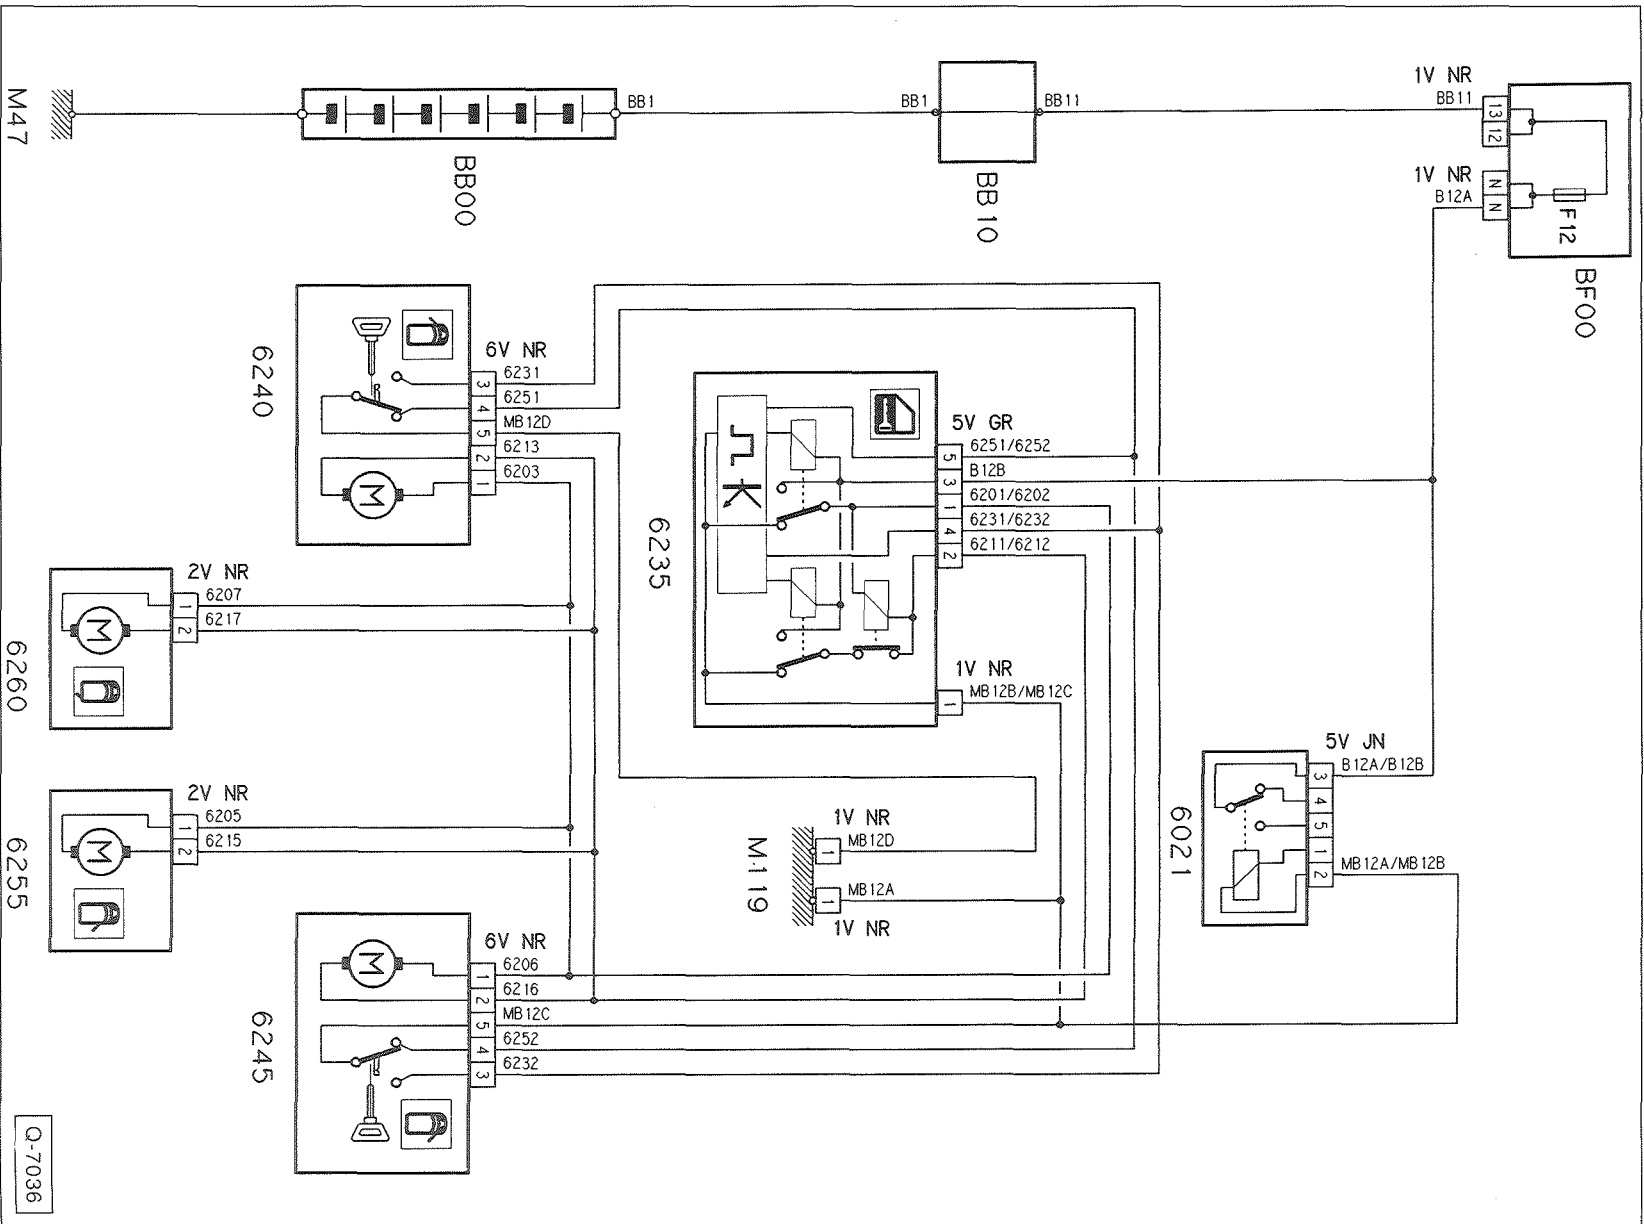 1V NR
BB11
13
12
1V NR
B12A
N
N
F12
BF00
M47
BB1
BB00
BB1
BB11
BB10
6240
6V NR
6231
3
6251
4
MB12D
5
6213
2
6203
1
M
6235
5V GR
6251/6252
5
B12B
3
6201/6202
1
6231/6232
4
6211/6212
2
1V NR
MB12B/MB12C
1
6260
2V NR
6207
1
6217
2
M
6255
2V NR
6205
1
6215
2
M
M119
1V NR
MB12D
1
MB12A
1
1V NR
6021
5V JN
B12A/B12B
3
4
5
1
MB12A/MB12B
2
6245
6V NR
6206
1
6216
2
MB12C
5
6252
4
6232
3
M
Q-7036